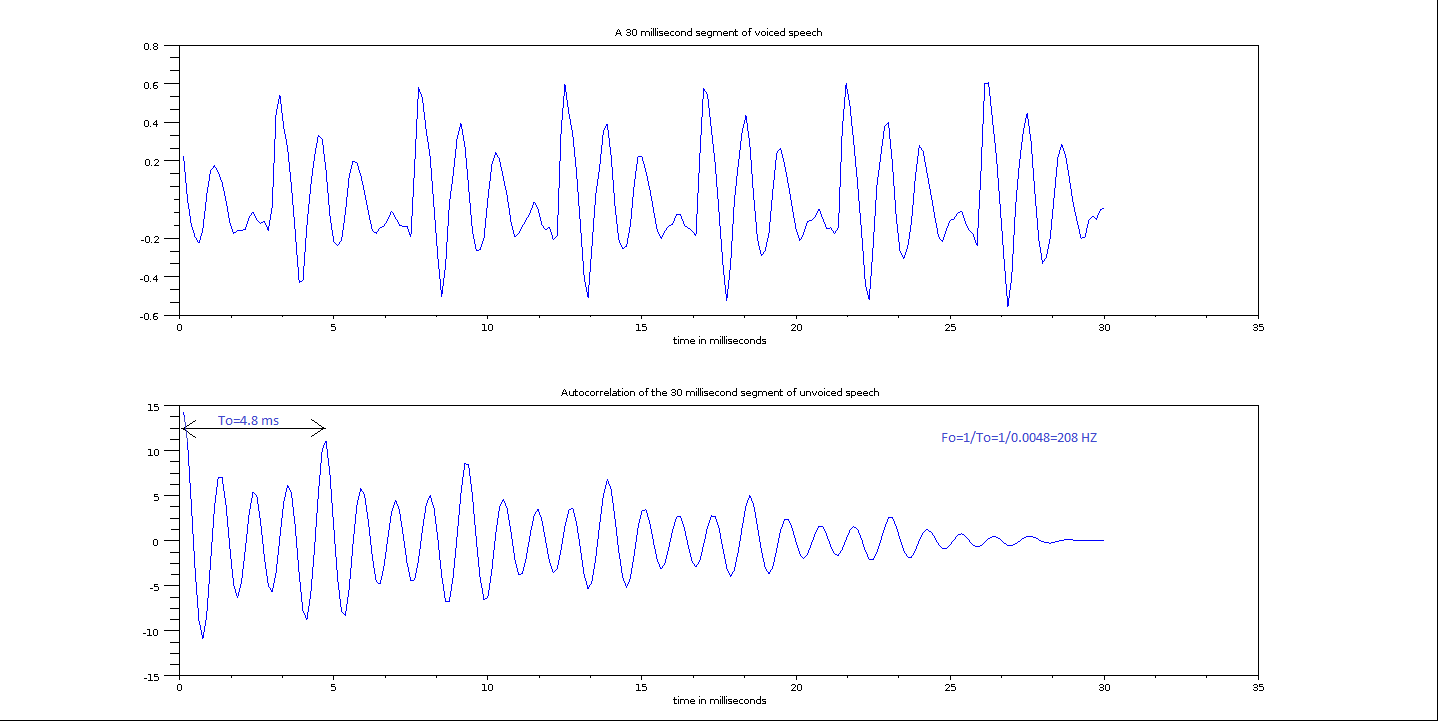 A 30 millisecond segment of voiced speech
0.8
0.6
0.4
0.2
-0.2
-0.4
-0.6
0 5 10 15 20 25 30 35
time in milliseconds
Autocorrelation of the 30 millisecond segment of unvoiced speech
15
To=4.8 ms
Fo=1/To=1/0.0048=208 HZ
10
5
0
-5
-10
-15
0 5 10 15 20 25 30 35
time in milliseconds